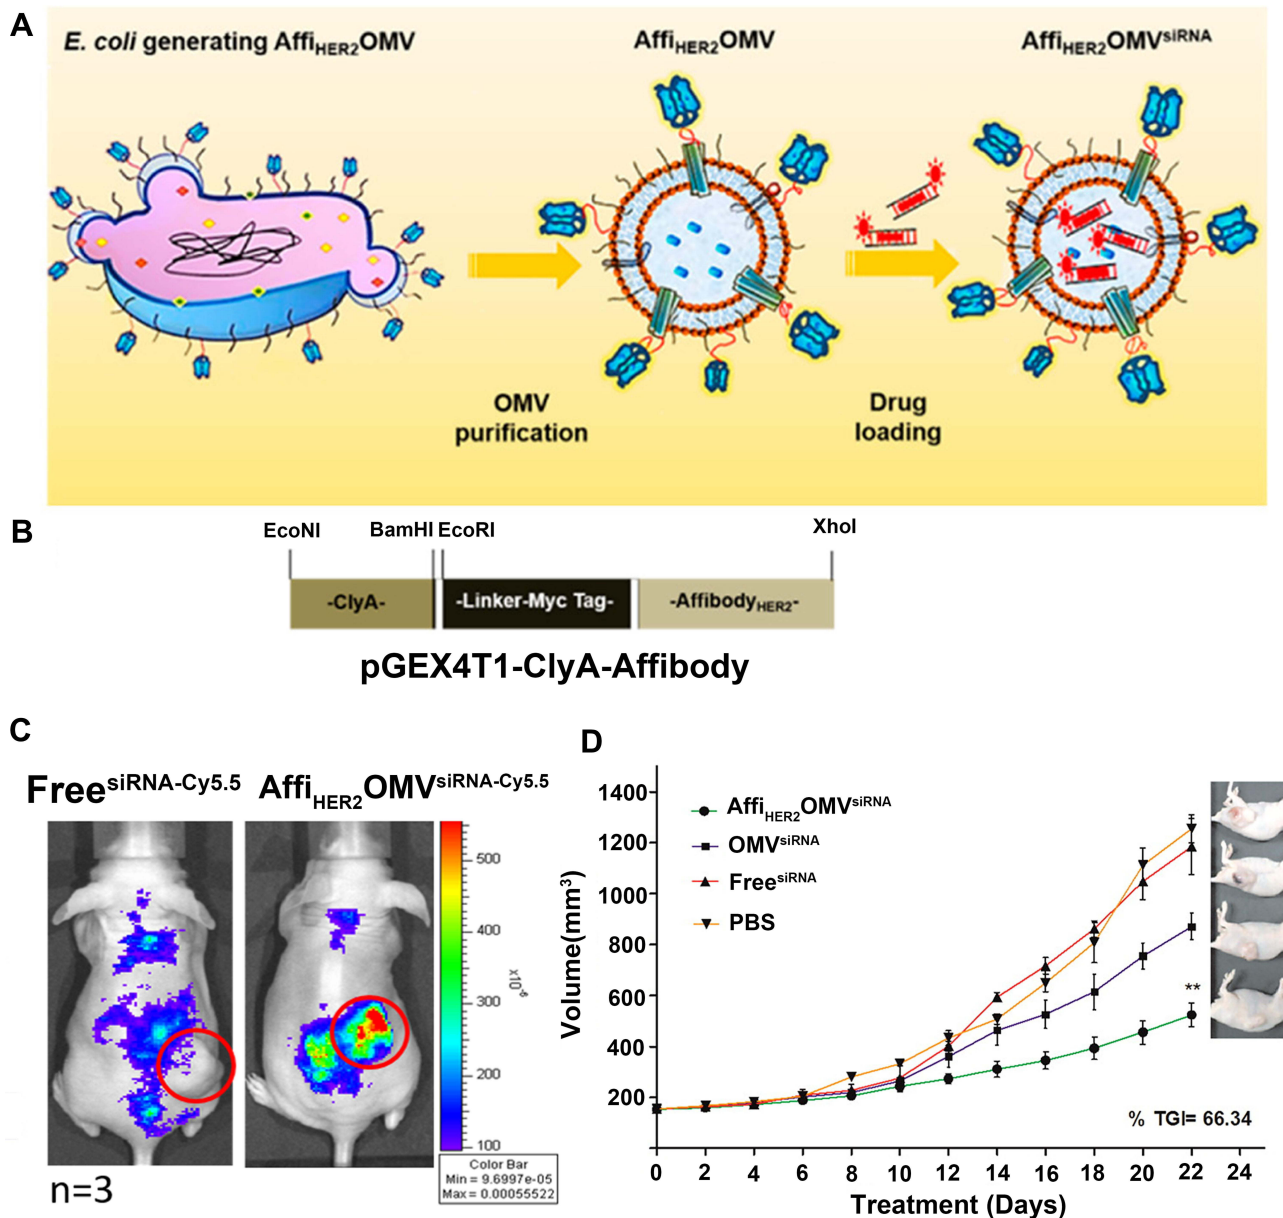 A
E. coli generating AffiHER2OMV
AffiHER2OMV
AffiHER2OMVsiRNA
OMV
purification
Drug
loading
B
EcoNI
BamHI
EcoRI
XhoI
-ClyA-
-Linker-Myc Tag-
-AffibodyHER2-
pGEX4T1-ClyA-Affibody
C
FreesiRNA-Cy5.5
AffiHER2OMVsiRNA-Cy5.5
500
400
300
200
100
x10-6
Color Bar
Min = 9.6997e-05
Max = 0.00055522
n=3
D
Volume(mm3)
1400
1200
1000
800
600
400
200
AffiHER2OMVsiRNA
OMVsiRNA
FreesiRNA
PBS
**
% TGI= 66.34
0 2 4 6 8 10 12 14 16 18 20 22 24
Treatment (Days)